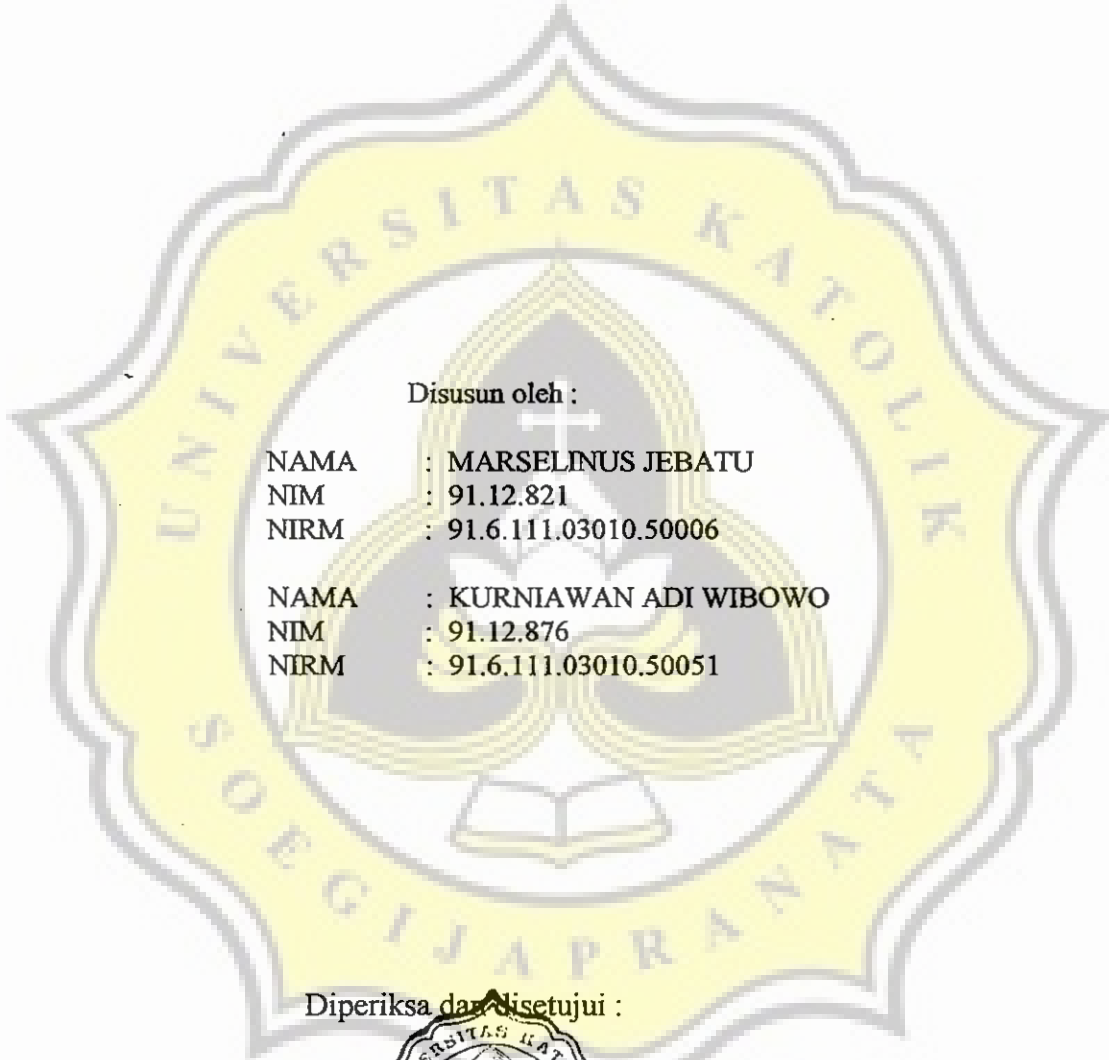 UNIVERSITAS KATOLIK
Disusun oleh :
NAMA : MARSELINUS JEBATU
NIM : 91.12.821
NIRM : 91.6.111.03010.50006
NAMA : KURNIAWAN ADI WIBOWO
NIM : 91.12.876
NIRM : 91.6.111.03010.50051
SOEGIJAPRANATA
Diperiksa dan disetujui :